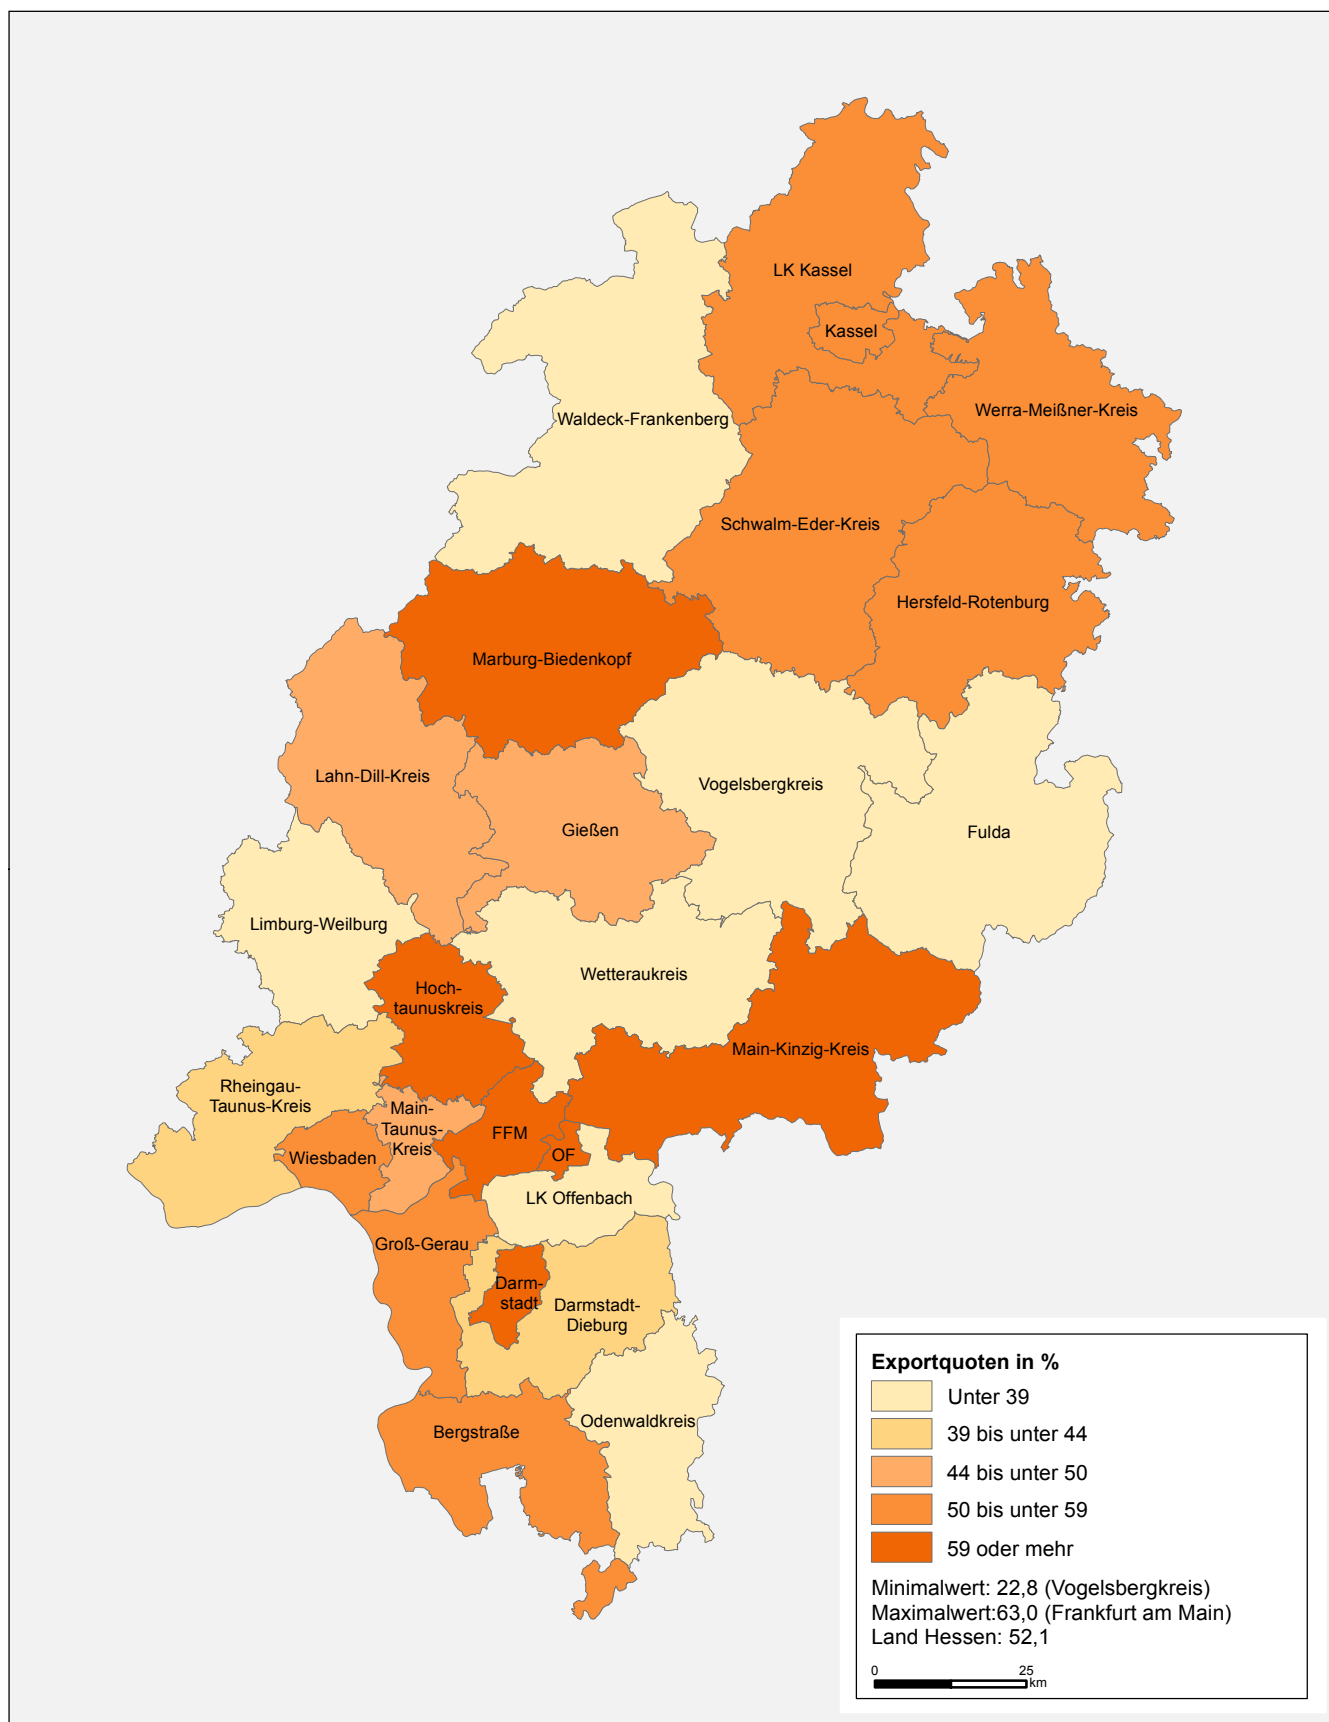 LK Kassel
Kassel
Werra-Meißner-Kreis
Waldeck-Frankenberg
Schwalm-Eder-Kreis
Hersfeld-Rotenburg
Marburg-Biedenkopf
Lahn-Dill-Kreis
Vogelsbergkreis
Gießen
Fulda
Limburg-Weilburg
Wetteraukreis
Hoch-
taunuskreis
Main-Kinzig-Kreis
Rheingau-
Taunus-Kreis
Main-
Taunus-
Kreis
FFM
OF
Wiesbaden
LK Offenbach
Groß-Gerau
Darm-
stadt
Darmstadt-
Dieburg
Odenwaldkreis
Bergstraße
Exportquoten in %
Unter 39
39 bis unter 44
44 bis unter 50
50 bis unter 59
59 oder mehr
Minimalwert: 22,8 (Vogelsbergkreis)
Maximalwert:63,0 (Frankfurt am Main)
Land Hessen: 52,1
0 25
km